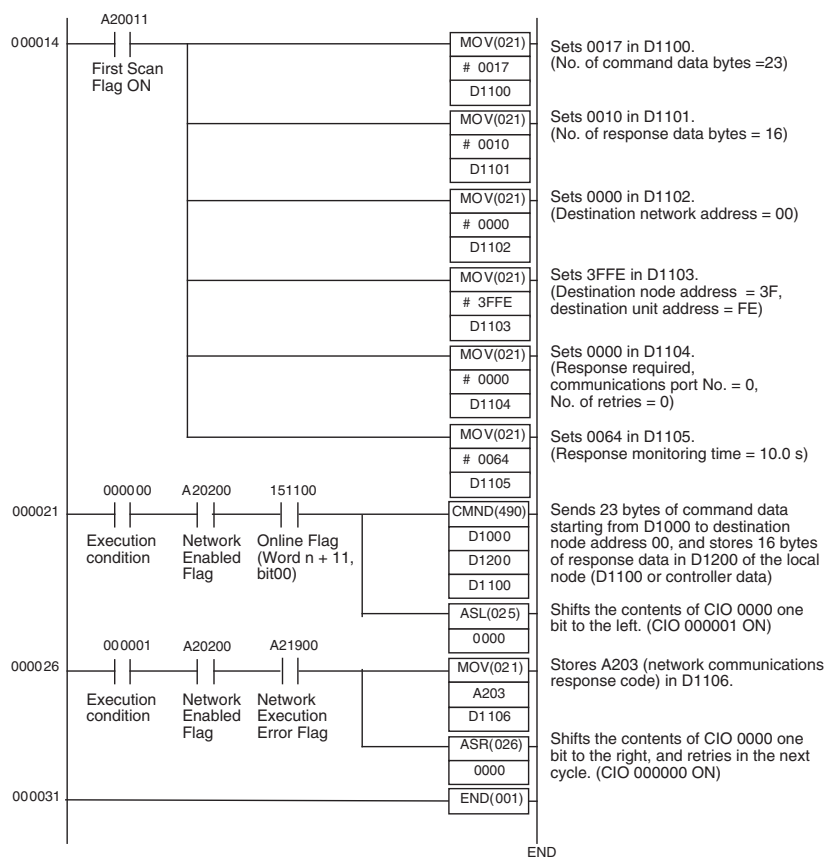 A20011
000014
First Scan
Flag ON
MOV(021)
# 0017
D1100
Sets 0017 in D1100.
(No. of command data bytes =23)
MOV(021)
# 0010
D1101
Sets 0010 in D1101.
(No. of response data bytes = 16)
MOV(021)
# 0000
D1102
Sets 0000 in D1102.
(Destination network address = 00)
MOV(021)
# 3FFE
D1103
Sets 3FFE in D1103.
(Destination node address = 3F,
destination unit address = FE)
MOV(021)
# 0000
D1104
Sets 0000 in D1104.
(Response required,
communications port No. = 0,
No. of retries = 0)
MOV(021)
# 0064
D1105
Sets 0064 in D1105.
(Response monitoring time = 10.0 s)
000021
000000
Execution
condition
A20200
Network
Enabled
Flag
151100
Online Flag
(Word n + 11,
bit00)
CMND(490)
D1000
D1200
D1100
Sends 23 bytes of command data
starting from D1000 to destination
node address 00, and stores 16 bytes
of response data in D1200 of the local
node (D1100 or controller data)
ASL(025)
0000
Shifts the contents of CIO 0000 one
bit to the left. (CIO 000001 ON)
000026
000001
Execution
condition
A20200
Network
Enabled
Flag
A21900
Network
Execution
Error Flag
MOV(021)
A203
D1106
Stores A203 (network communications
response code) in D1106.
ASR(026)
0000
Shifts the contents of CIO 0000 one
bit to the right, and retries in the next
cycle. (CIO 000000 ON)
000031
END(001)
END